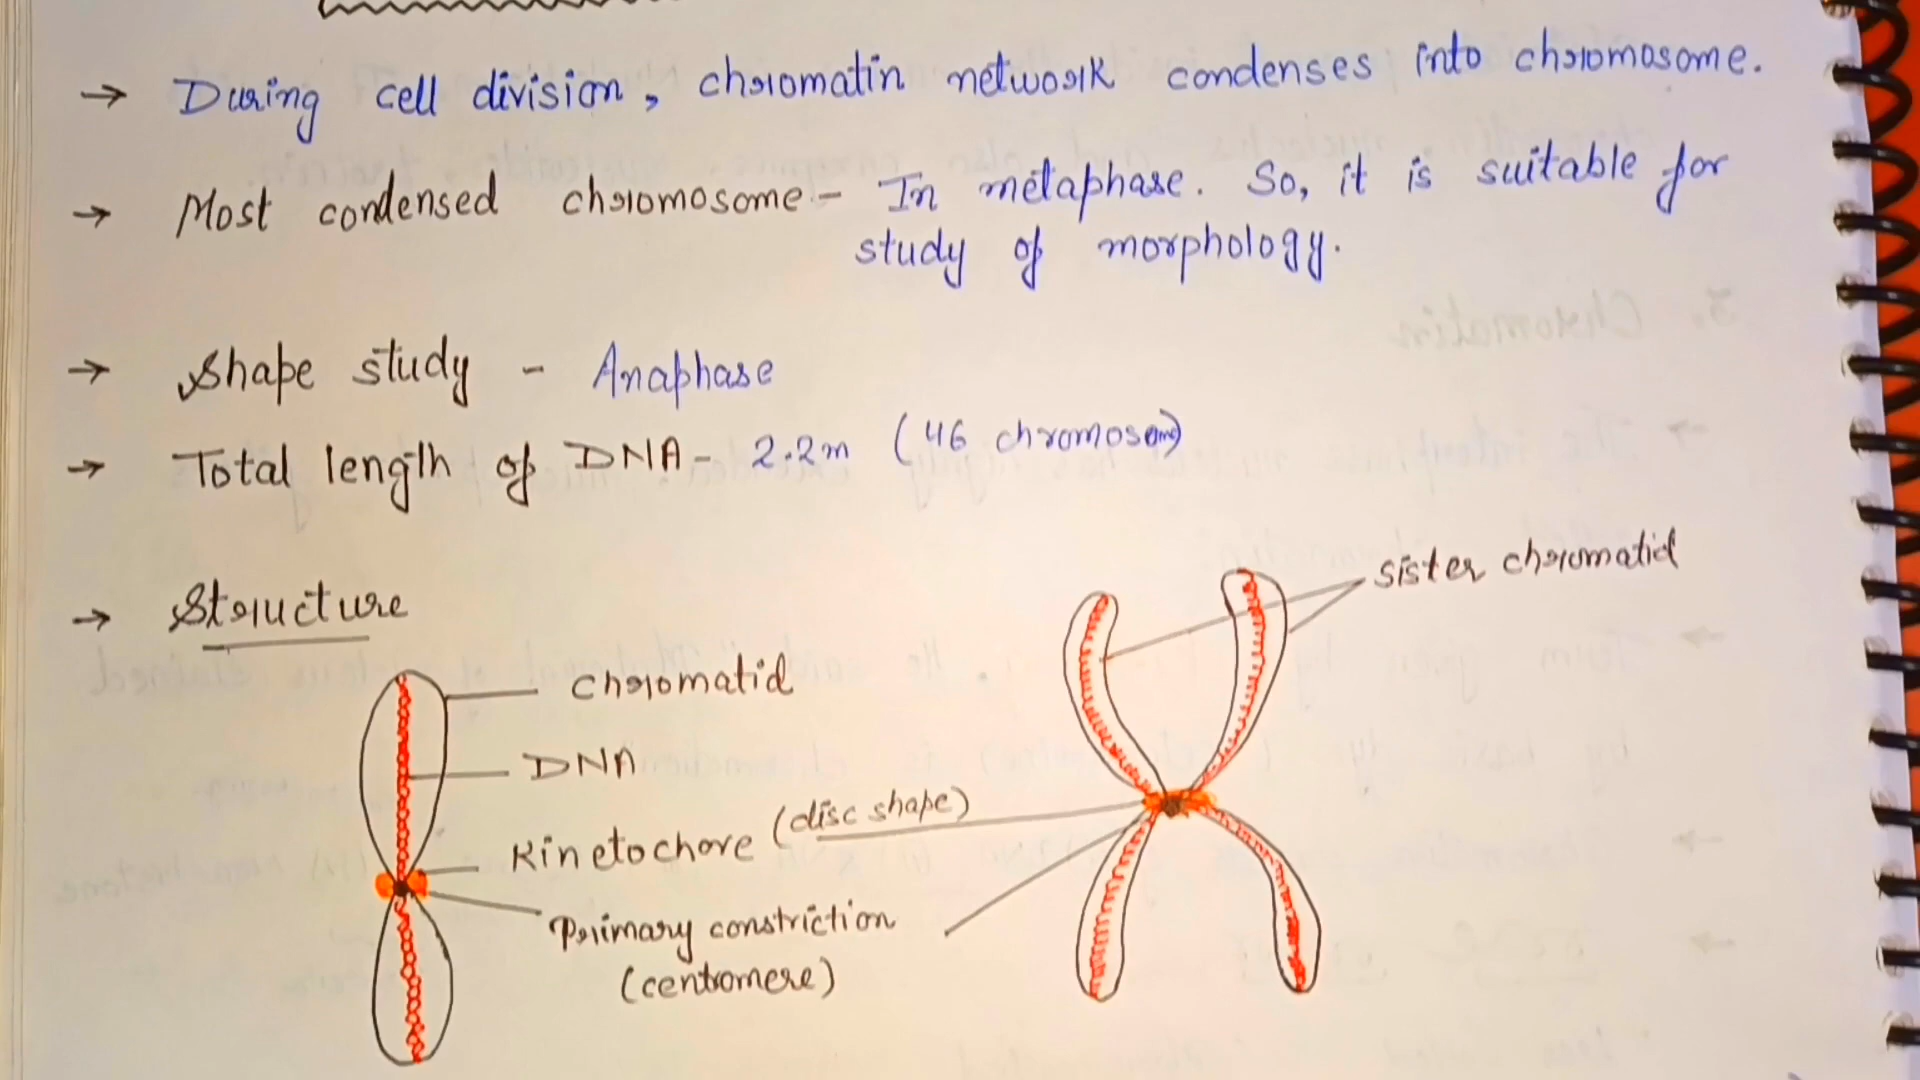 → During cell division, chromatin network condenses into chromosome.
→ Most condensed chromosome - In metaphase. So, it is suitable for
study of morphology.
→ Shape study - Anaphase
→ Total length of DNA - 2.2m (46 chromosome)
→ Structure
sister chromatid
chromatid
DNA
Kinetochore (disc shape)
Primary constriction
(centromere)